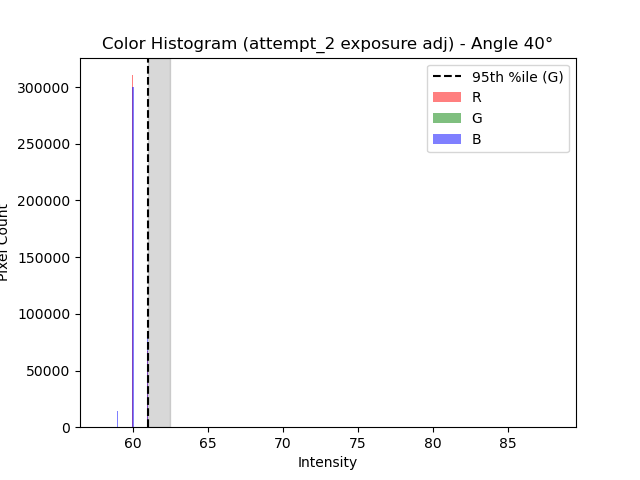 Color Histogram (attempt_2 exposure adj) - Angle 40°
95th %ile (G)
R
G
B
300000
250000
200000
150000
100000
50000
0
Pixel Count
60
65
70
75
80
85
Intensity